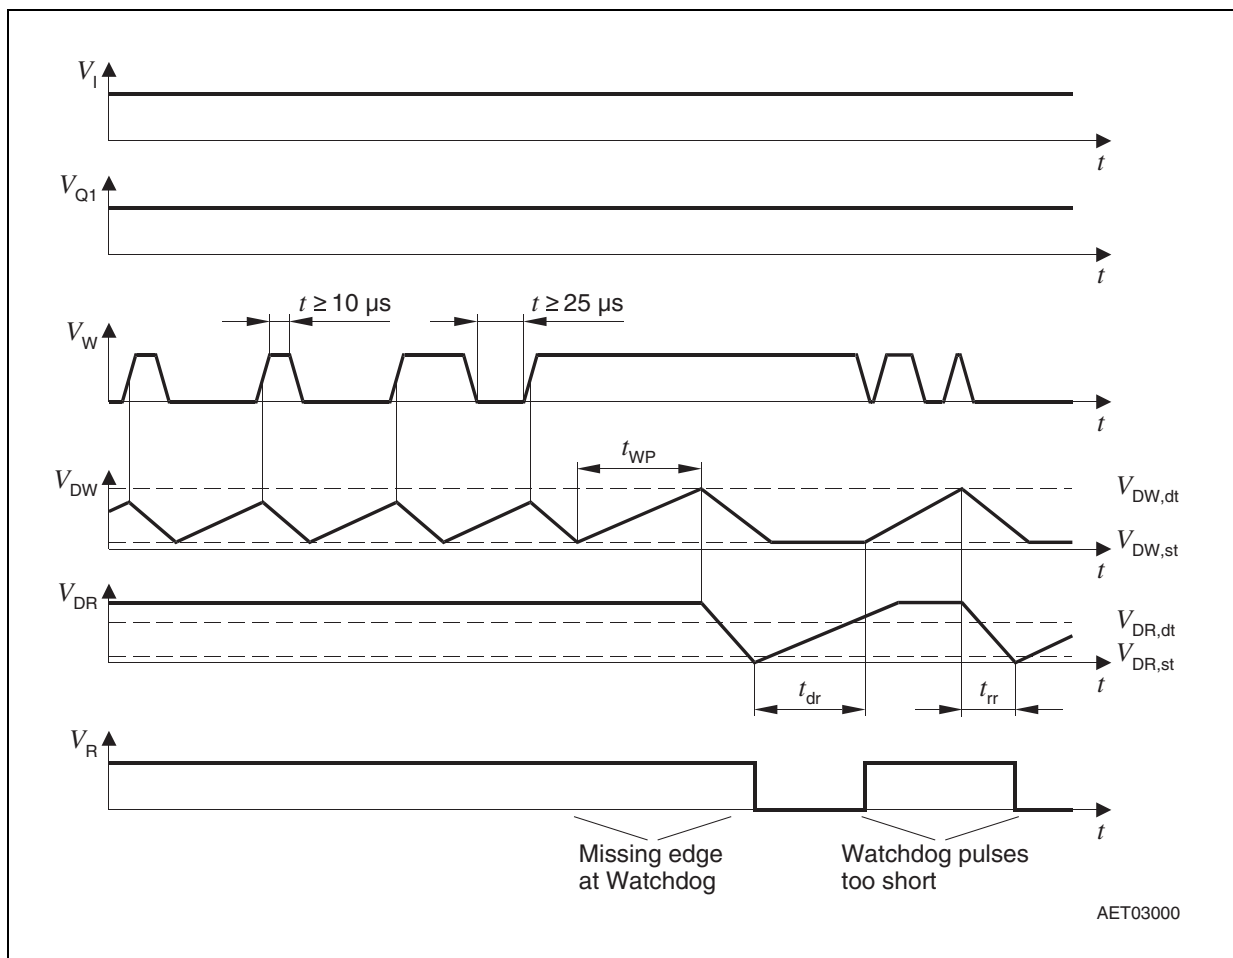 V_I
t
V_Q1
t
t ≥ 10 µs
t ≥ 25 µs
V_W
t
t_WP
V_DW
V_DW,dt
V_DW,st
t
V_DR
V_DR,dt
V_DR,st
t
t_dr
t_rr
V_R
t
Missing edge
at Watchdog
Watchdog pulses
too short
AET03000